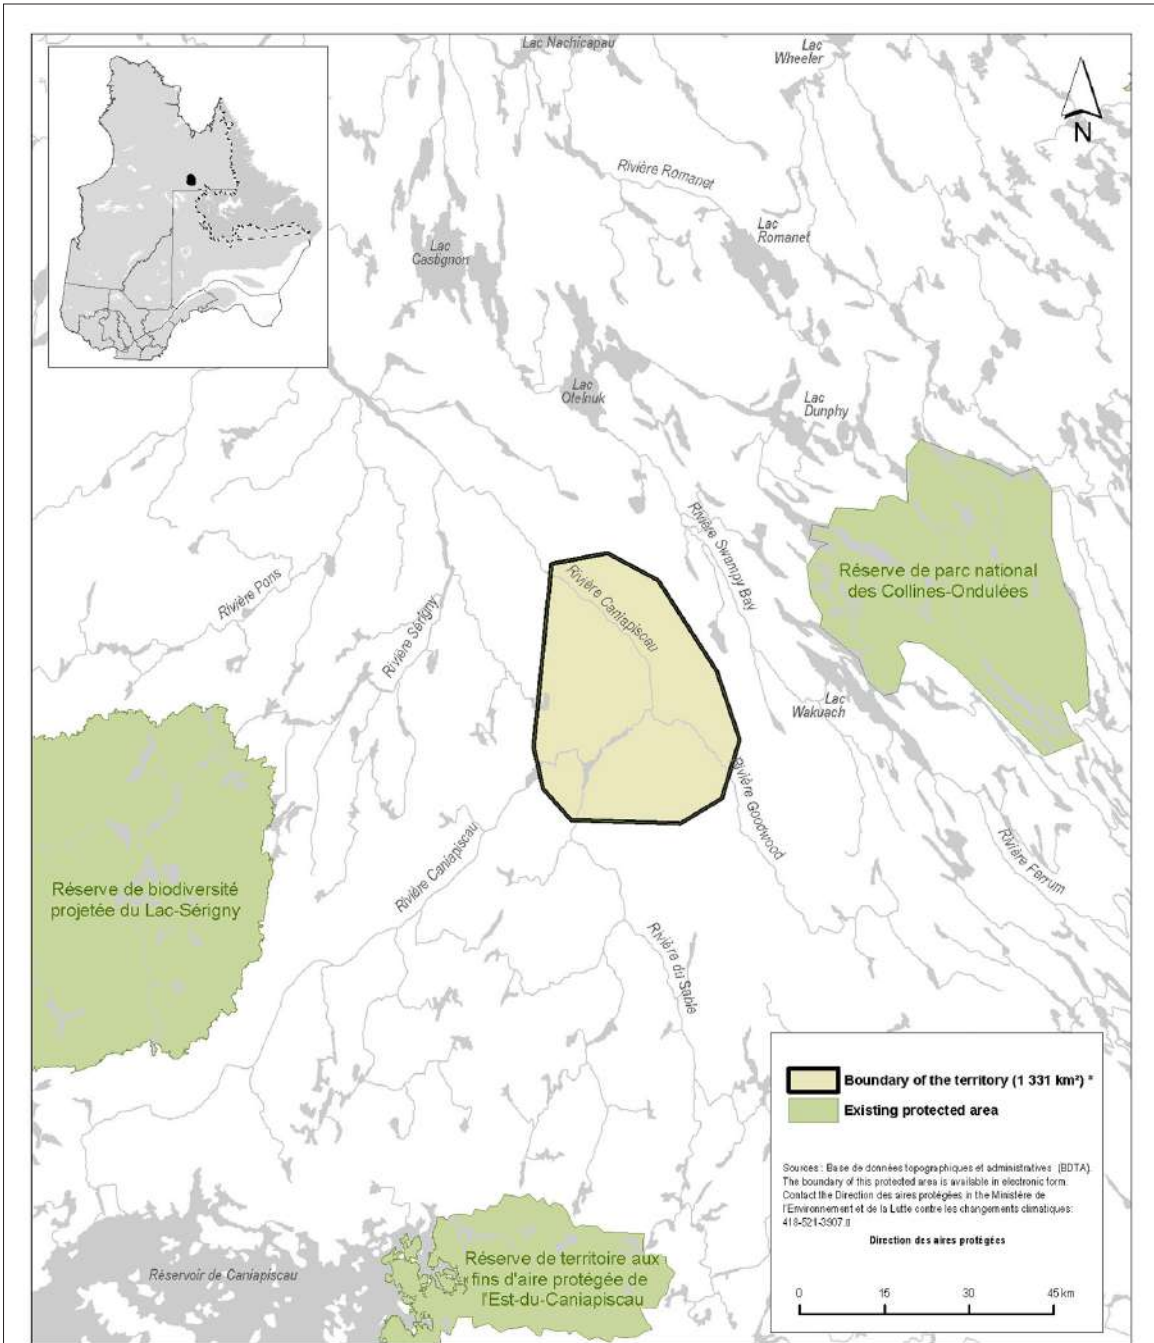 Lac Nachicapau
Lac
Wheeler
N
Rivière Romanet
Lac
Romanet
Lac
Castignon
Lac
Otelnuk
Lac
Dunphy
Rivière Swampy Bay
Réserve de parc national
des Collines-Ondulées
Rivière Pons
Rivière Sérigny
Rivière Caniapiscau
Lac
Wakuach
Rivière Goodwood
Rivière Caniapiscau
Rivière Ferrum
Réserve de biodiversité
projetée du Lac-Sérigny
Rivière du Sable
Boundary of the territory (1 331 km²) *
Existing protected area
Sources : Base de données topographiques et administratives (BDTA).
The boundary of this protected area is available in electronic form.
Contact the Direction des aires protégées in the Ministère de
l'Environnement et de la Lutte contre les changements climatiques:
418-521-3907.
Direction des aires protégées
0 15 30 45 km
Réservoir de Caniapiscau
Réserve de territoire aux
fins d'aire protégée de
l'Est-du-Caniapiscau